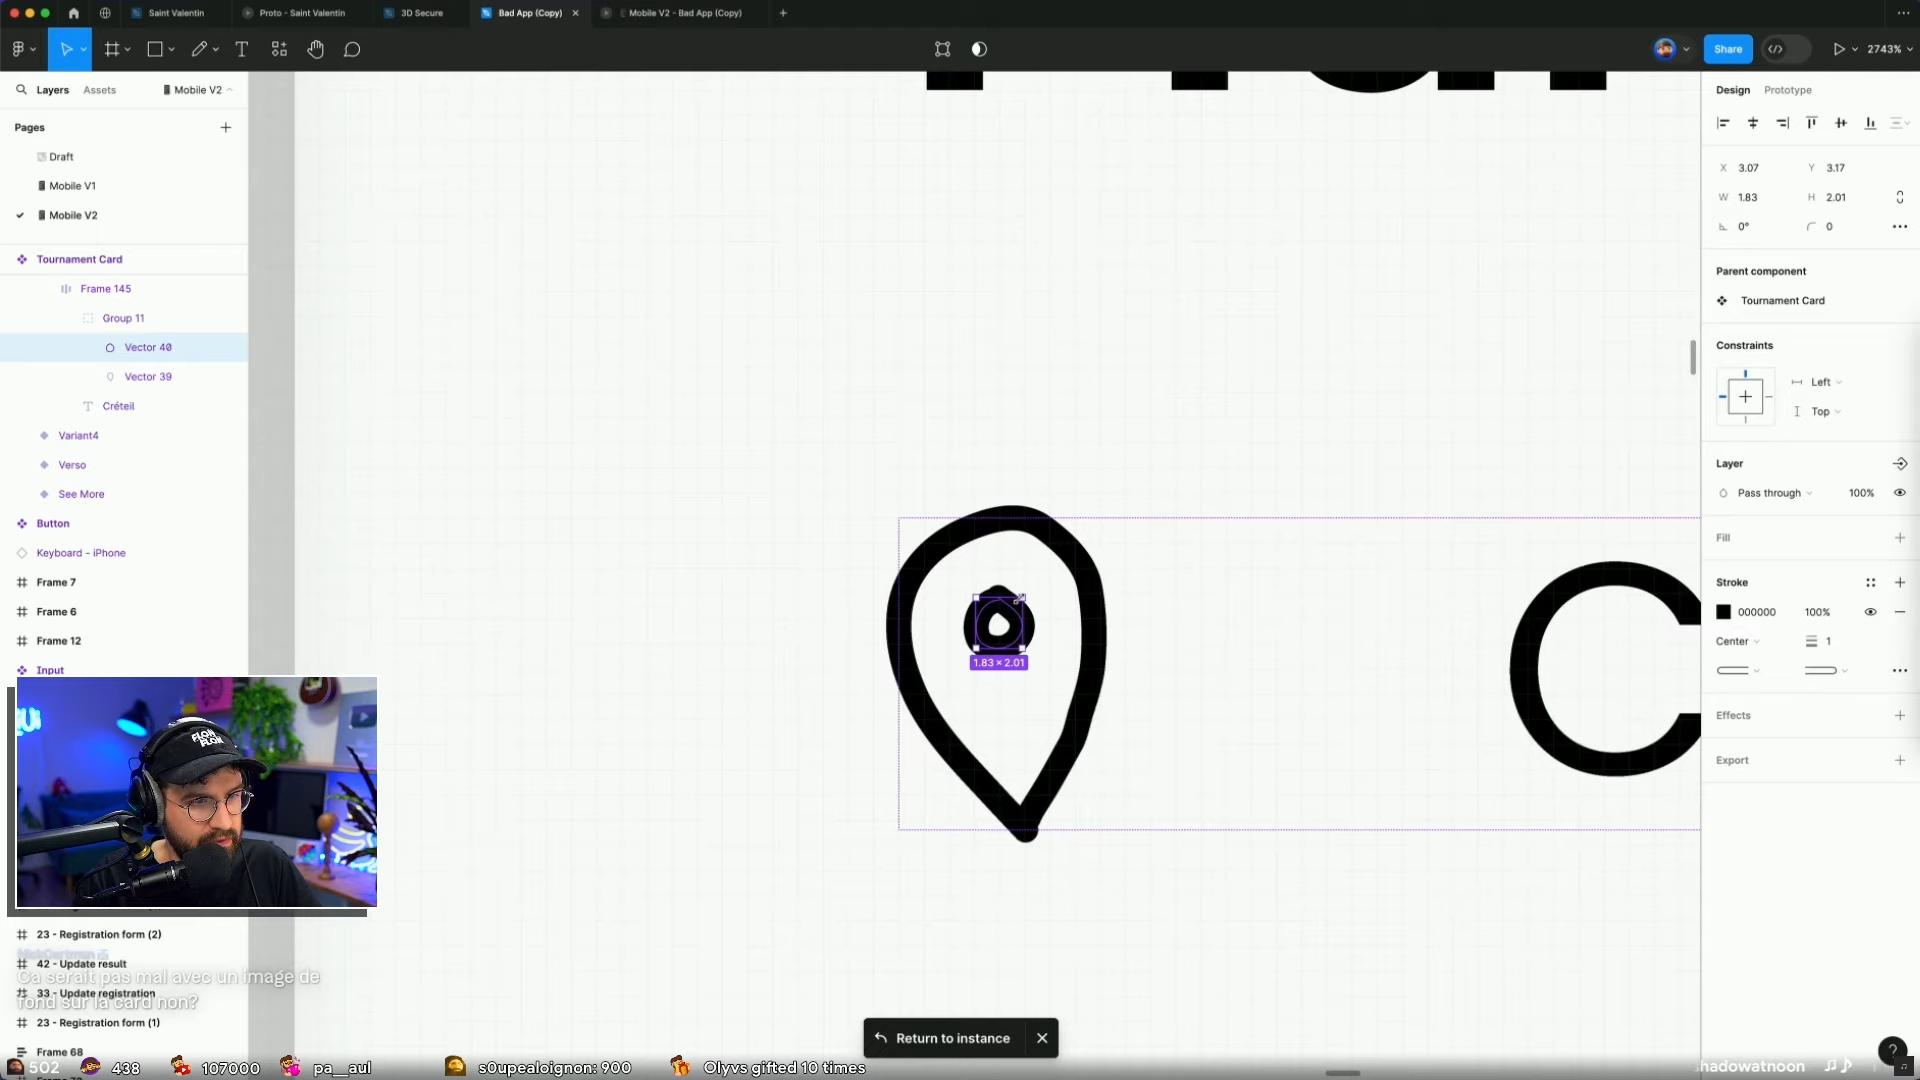 Saint Valentin
Proto - Saint Valentin
3D Secure
Bad App (Copy)
Mobile V2 - Bad App (Copy)
Share
2743%
Layers
Assets
Mobile V2
Design
Prototype
Pages
Draft
Mobile V1
Mobile V2
X 3.07
Y 3.17
W 1.83
H 2.01
0°
0
Parent component
Tournament Card
Tournament Card
Frame 145
Group 11
Vector 40
Vector 39
Créteil
Variant4
Verso
See More
Button
Keyboard - iPhone
Frame 7
Frame 6
Frame 12
Input
Constraints
Left
Top
Layer
Pass through
100%
Fill
Stroke
000000
100%
Center
1
Effects
Export
1.83 × 2.01
C
FLON
FLON
23 - Registration form (2)
42 - Update result
Ca serait pas mal avec un image de
fond sur la card non?
33 - Update registration
23 - Registration form (1)
Frame 68
Return to instance
?
502
438
107000
pa__aul
s0upealoignon: 900
Olyvs gifted 10 times
shadowatnoon